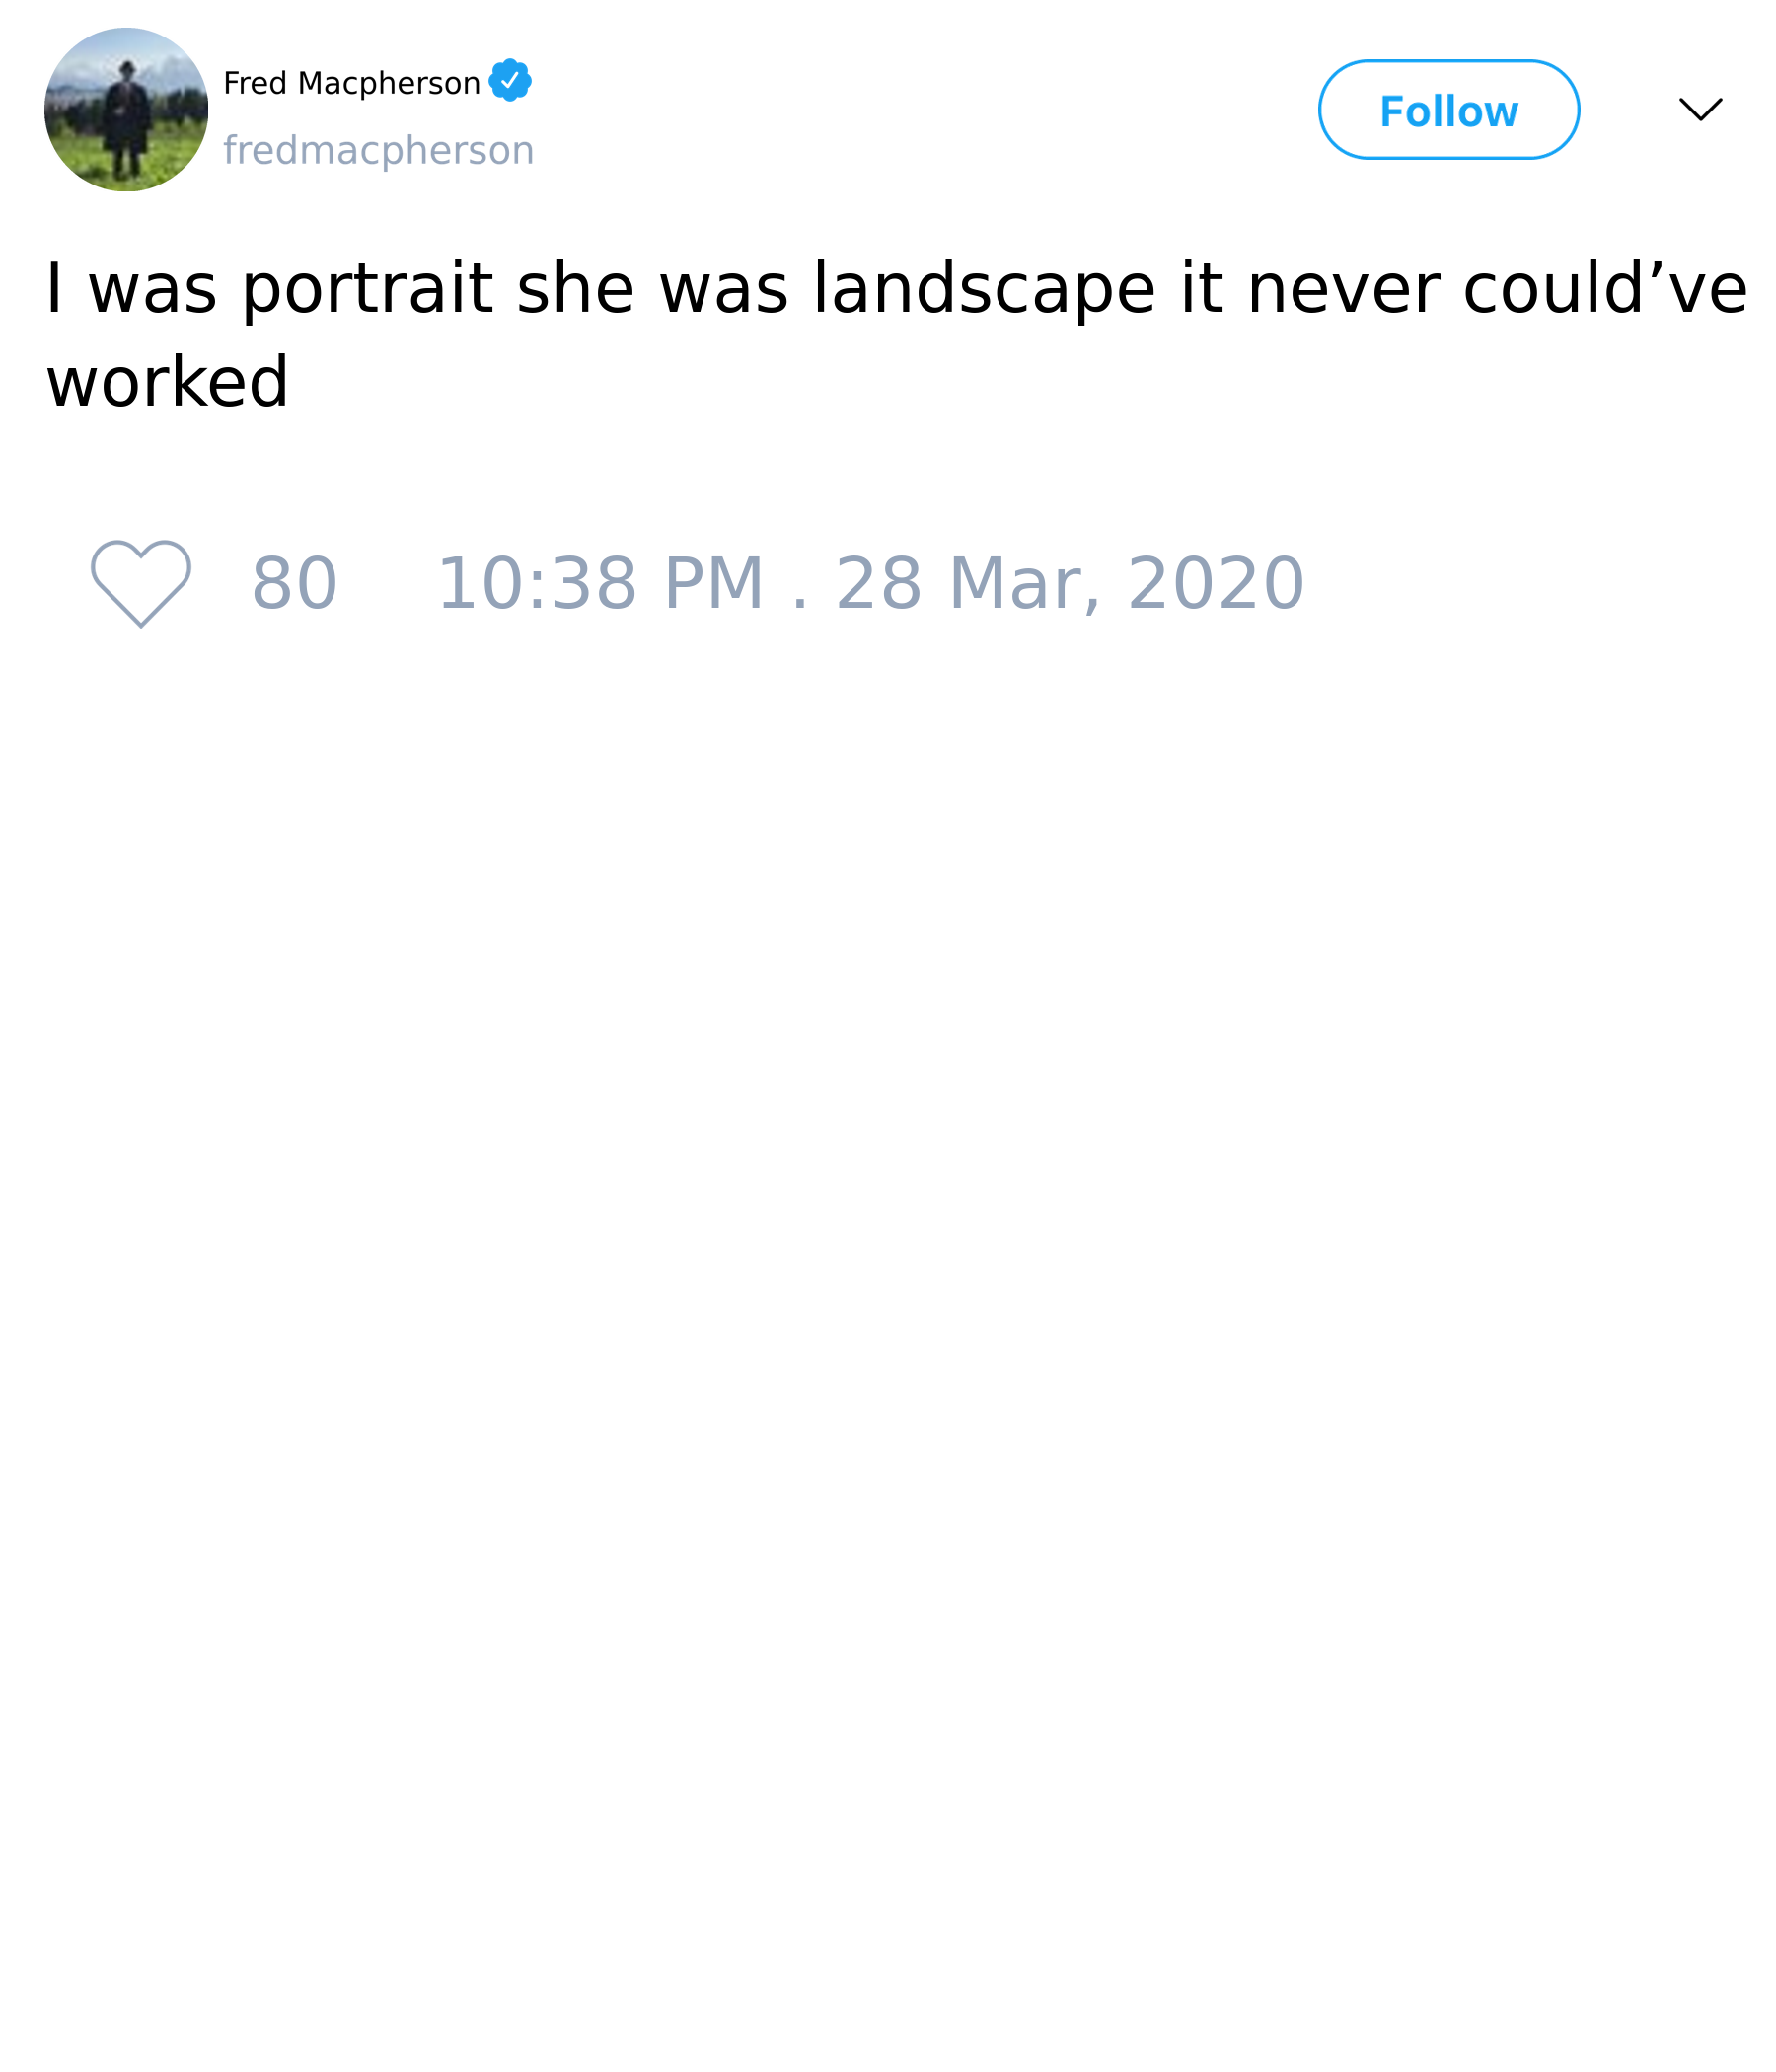 Fred Macpherson
fredmacpherson
Follow
I was portrait she was landscape it never could’ve
worked
80 10:38 PM . 28 Mar, 2020